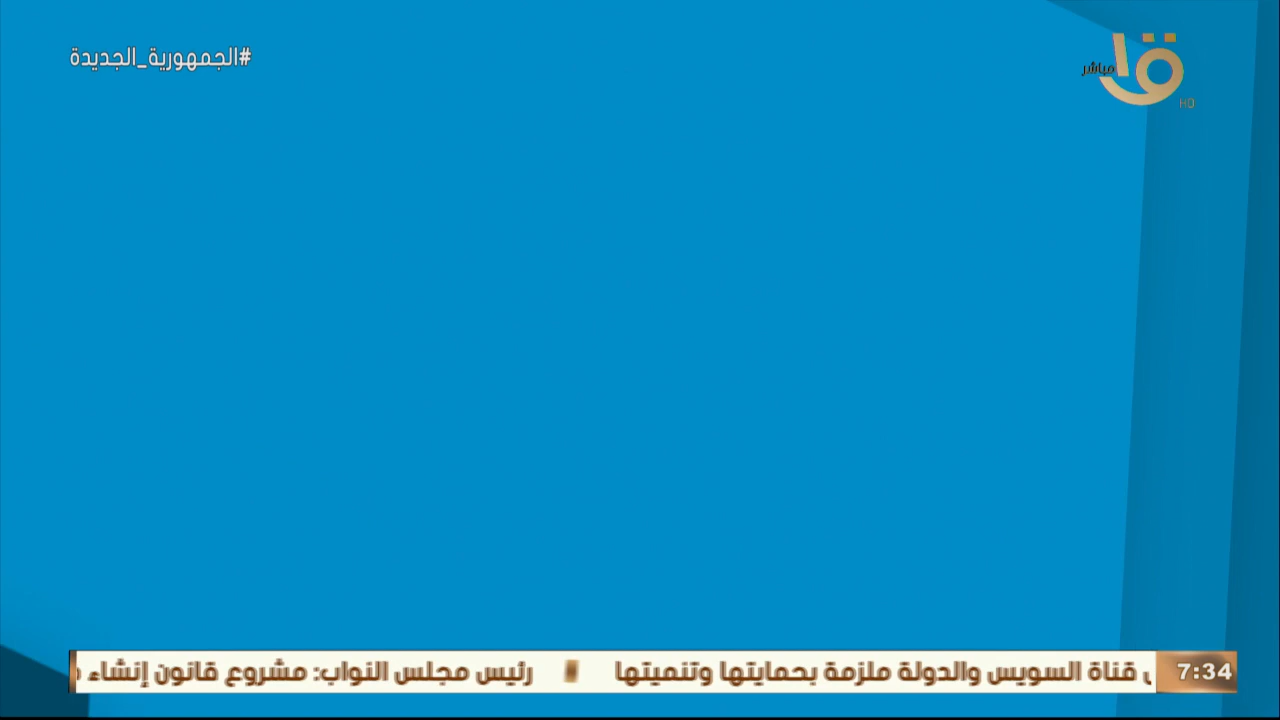 #الجمهورية_الجديدة
مباشر
HD
قناة السويس والدولة ملزمة بحمايتها وتنميتها
رئيس مجلس النواب: مشروع قانون إنشاء
7:34